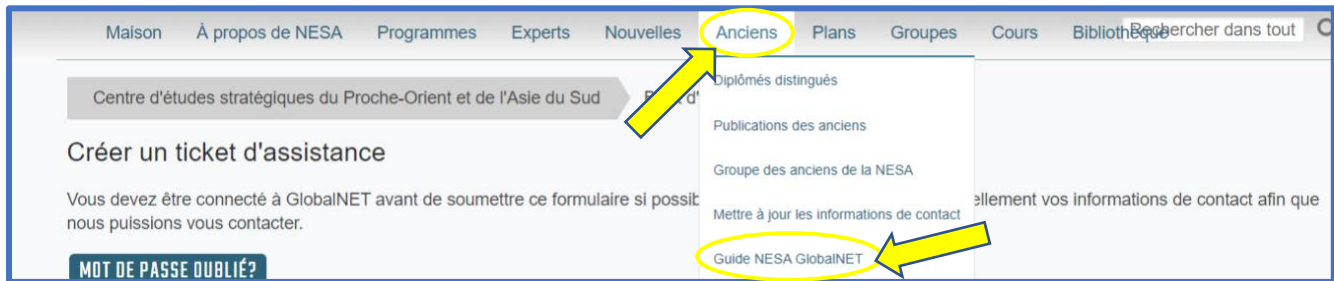 Maison À propos de NESA Programmes Experts Nouvelles Anciens Plans Groupes Cours Bibliothèque Rechercher dans tout
Diplômés distingués
Centre d'études stratégiques du Proche-Orient et de l'Asie du Sud
Publications des anciens
Créer un ticket d'assistance
Groupe des anciens de la NESA
Vous devez être connecté à GlobalNET avant de soumettre ce formulaire si
Mettre à jour les informations de contact
vos informations de contact afin que
nous puissions vous contacter.
Guide NESA GlobalNET
MOT DE PASSE OUBLIÉ?